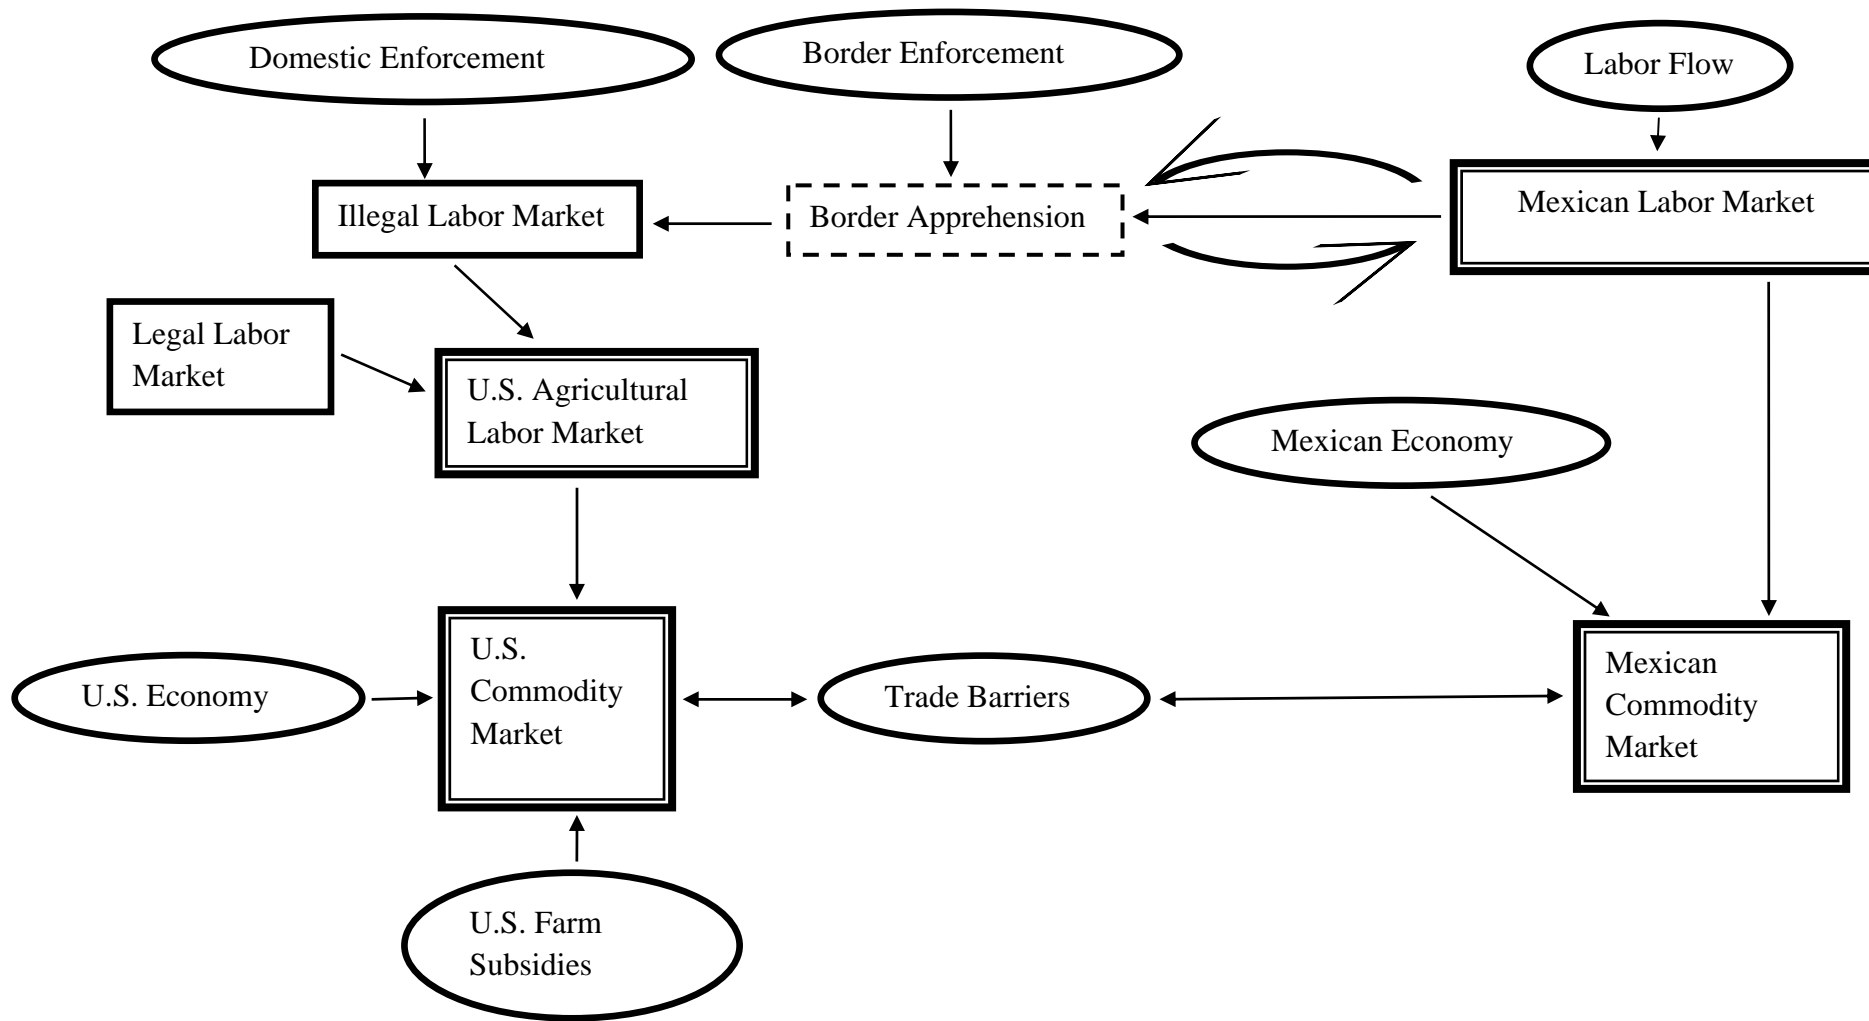 Domestic Enforcement
Border Enforcement
Labor Flow
Illegal Labor Market
Border Apprehension
Mexican Labor Market
Legal Labor
Market
U.S. Agricultural
Labor Market
Mexican Economy
U.S. Economy
U.S.
Commodity
Market
Trade Barriers
Mexican
Commodity
Market
U.S. Farm
Subsidies